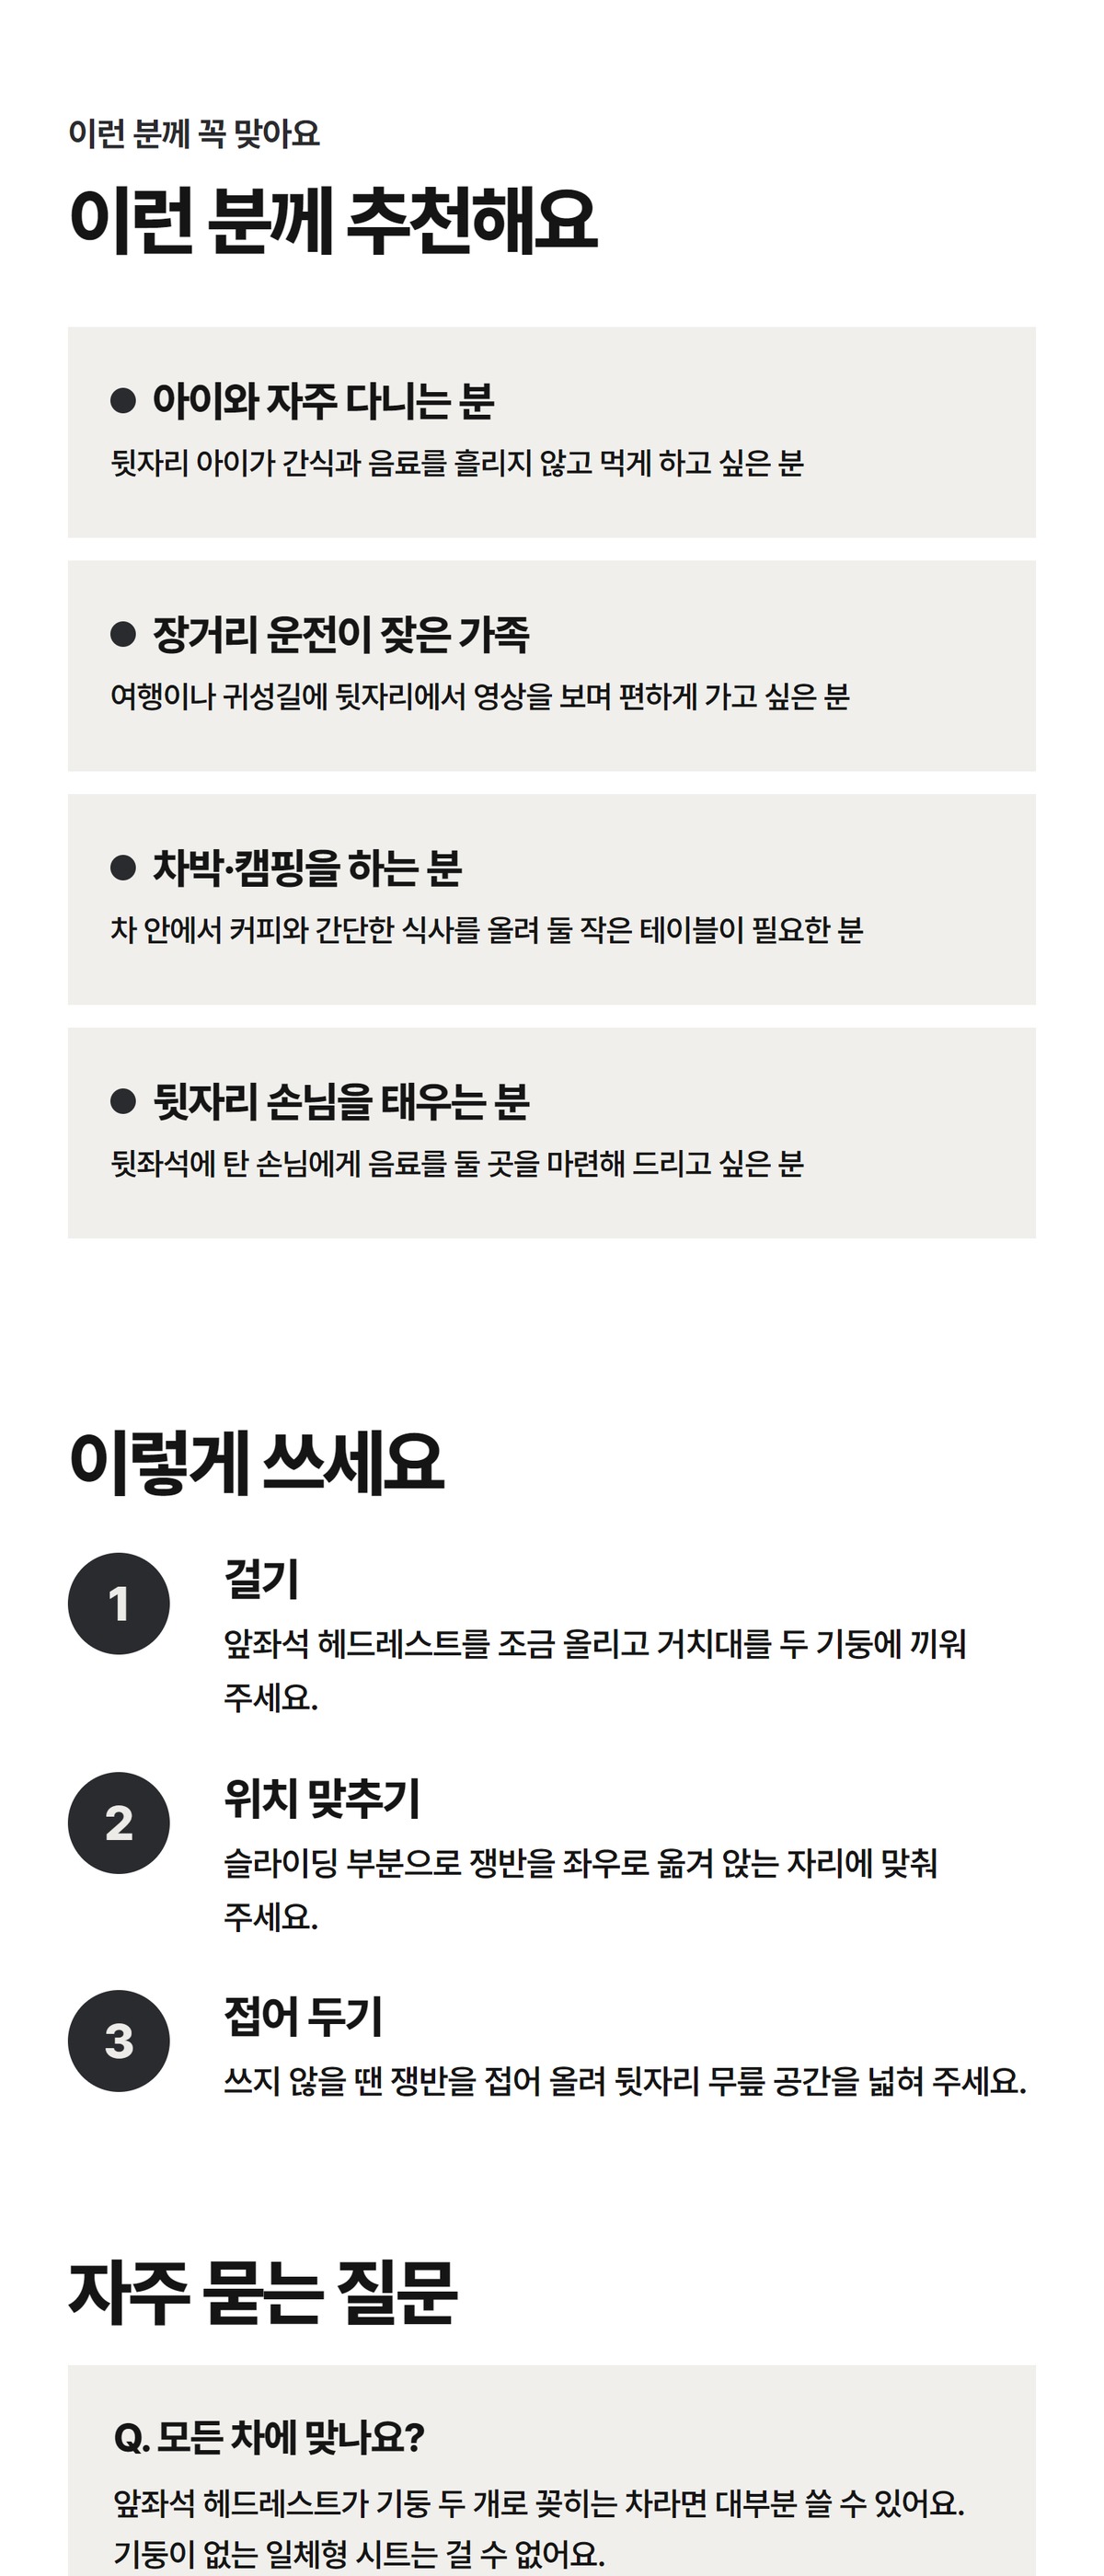 이런 분께 꼭 맞아요
이런 분께 추천해요
아이와 자주 다니는 분
뒷자리 아이가 간식과 음료를 흘리지 않고 먹게 하고 싶은 분
장거리 운전이 잦은 가족
여행이나 귀성길에 뒷자리에서 영상을 보며 편하게 가고 싶은 분
차박·캠핑을 하는 분
차 안에서 커피와 간단한 식사를 올려 둘 작은 테이블이 필요한 분
뒷자리 손님을 태우는 분
뒷좌석에 탄 손님에게 음료를 둘 곳을 마련해 드리고 싶은 분
이렇게 쓰세요
1
걸기
앞좌석 헤드레스트를 조금 올리고 거치대를 두 기둥에 끼워
주세요.
2
위치 맞추기
슬라이딩 부분으로 쟁반을 좌우로 옮겨 앉는 자리에 맞춰
주세요.
3
접어 두기
쓰지 않을 땐 쟁반을 접어 올려 뒷자리 무릎 공간을 넓혀 주세요.
자주 묻는 질문
Q. 모든 차에 맞나요?
앞좌석 헤드레스트가 기둥 두 개로 꽂히는 차라면 대부분 쓸 수 있어요.
기둥이 없는 일체형 시트는 걸 수 없어요.